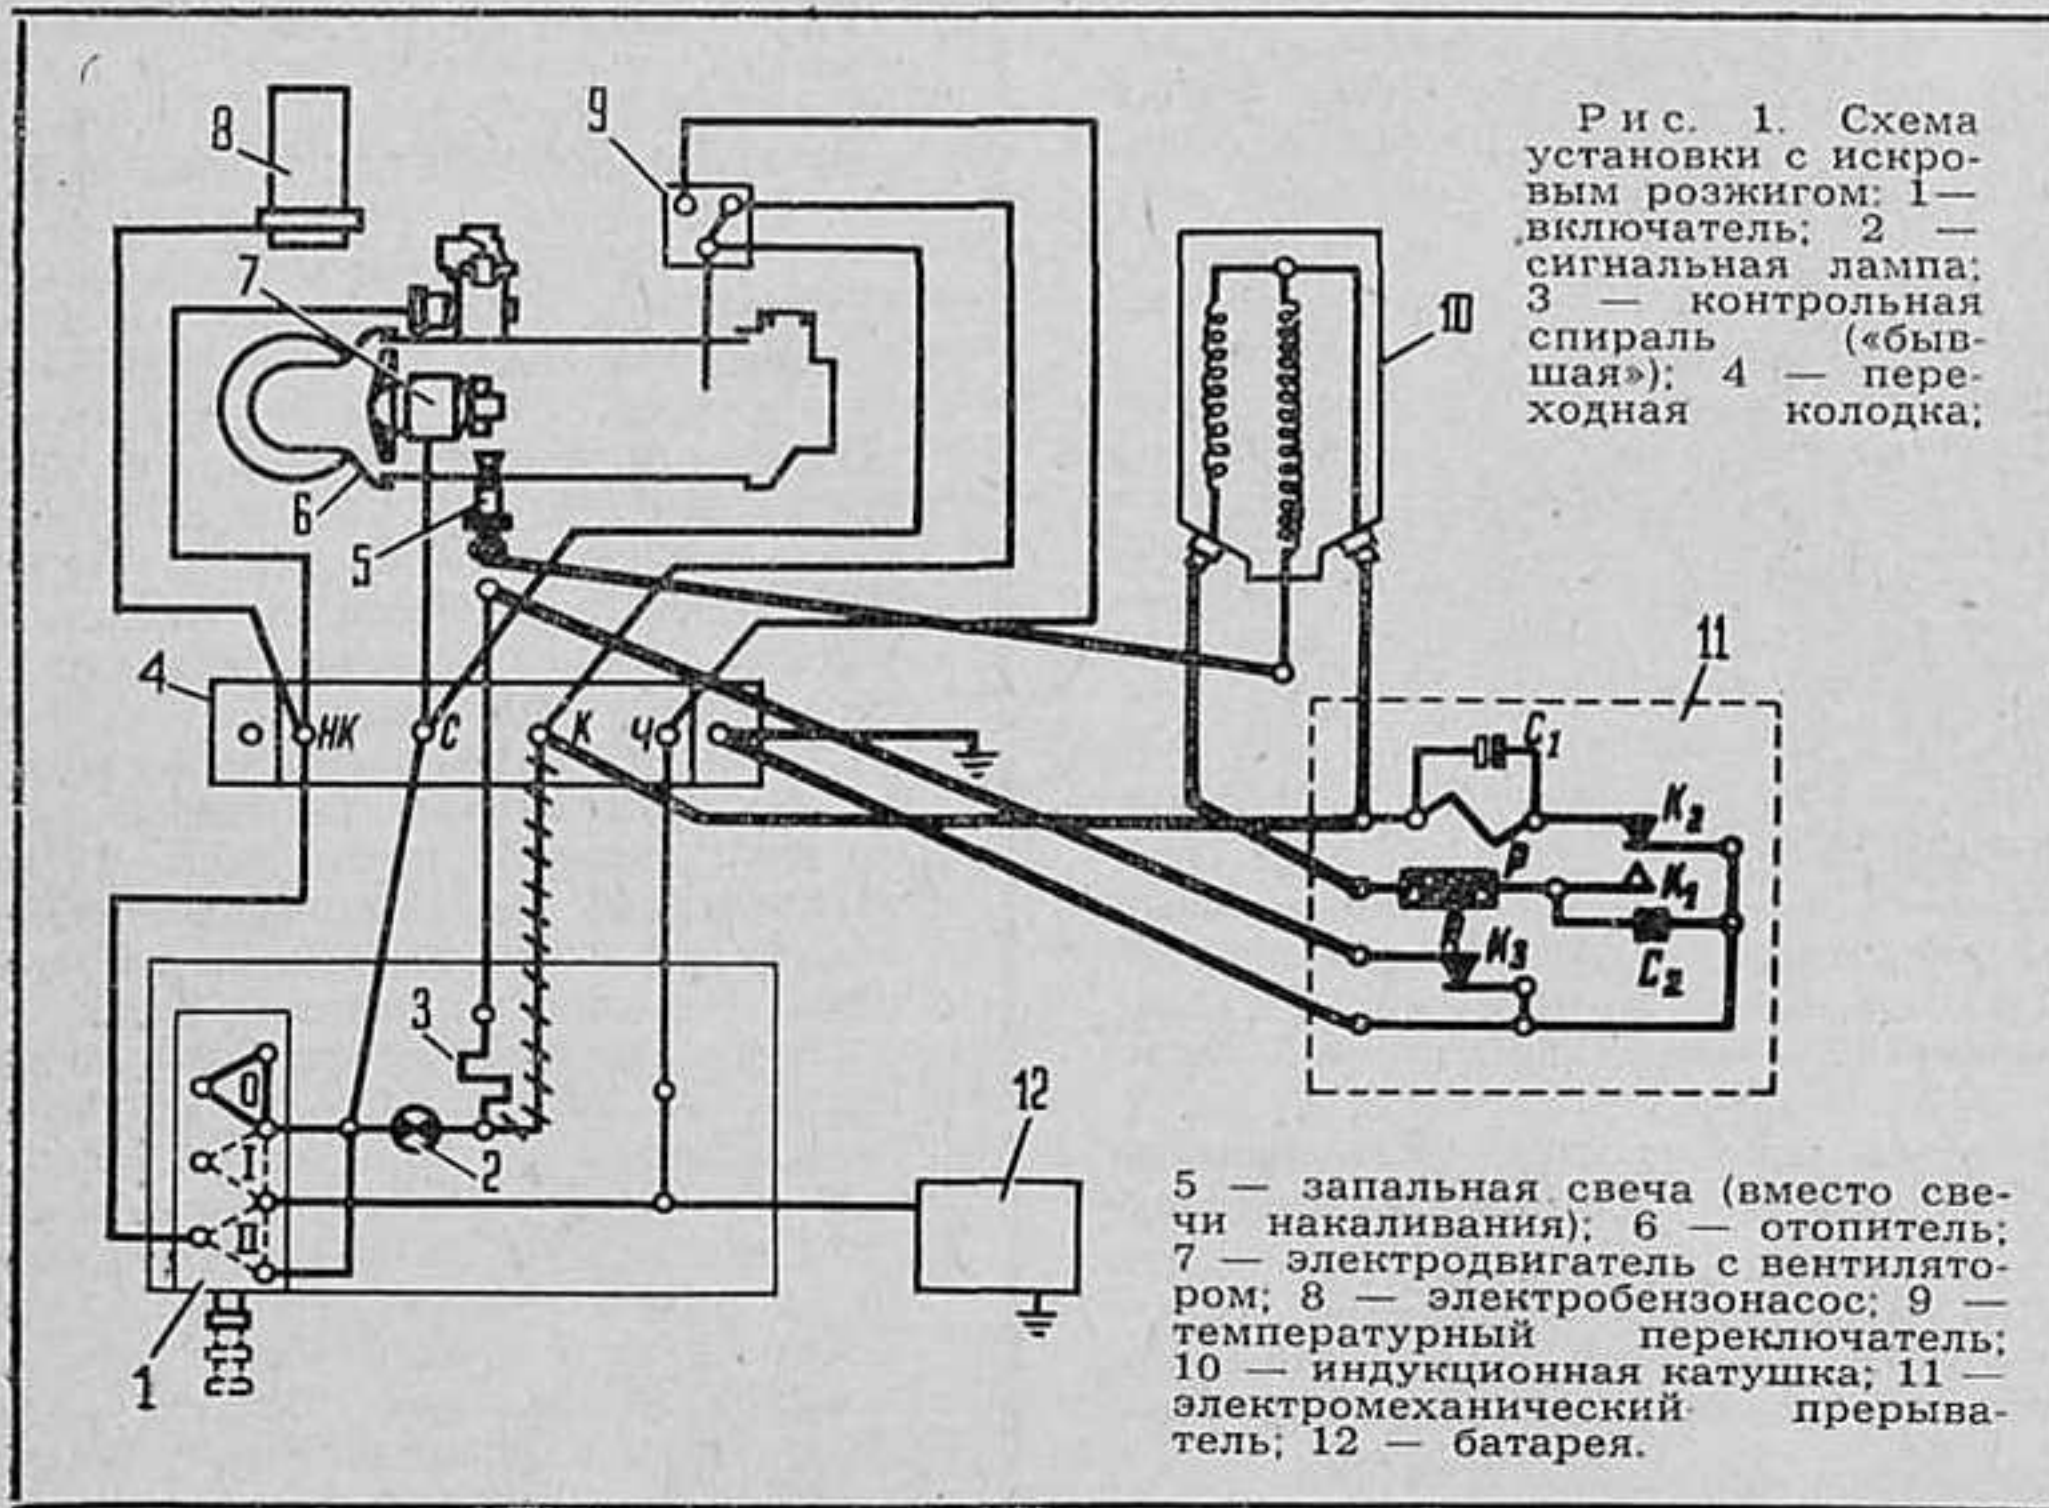 Рис. 1. Схема
установки с искро-
вым розжигом: 1—
включатель; 2 —
сигнальная лампа;
3 — контрольная
спираль («быв-
шая»); 4 — пере-
ходная колодка;
8
9
7
10
6
5
11
4
НК
С
К
Ч
C1
K2
P
K1
K3
C2
3
0
I
II
2
12
1
5 — запальная свеча (вместо све-
чи накаливания); 6 — отопитель;
7 — электродвигатель с вентилято-
ром; 8 — электробензонасос; 9 —
температурный переключатель;
10 — индукционная катушка; 11 —
электромеханический прерыва-
тель; 12 — батарея.